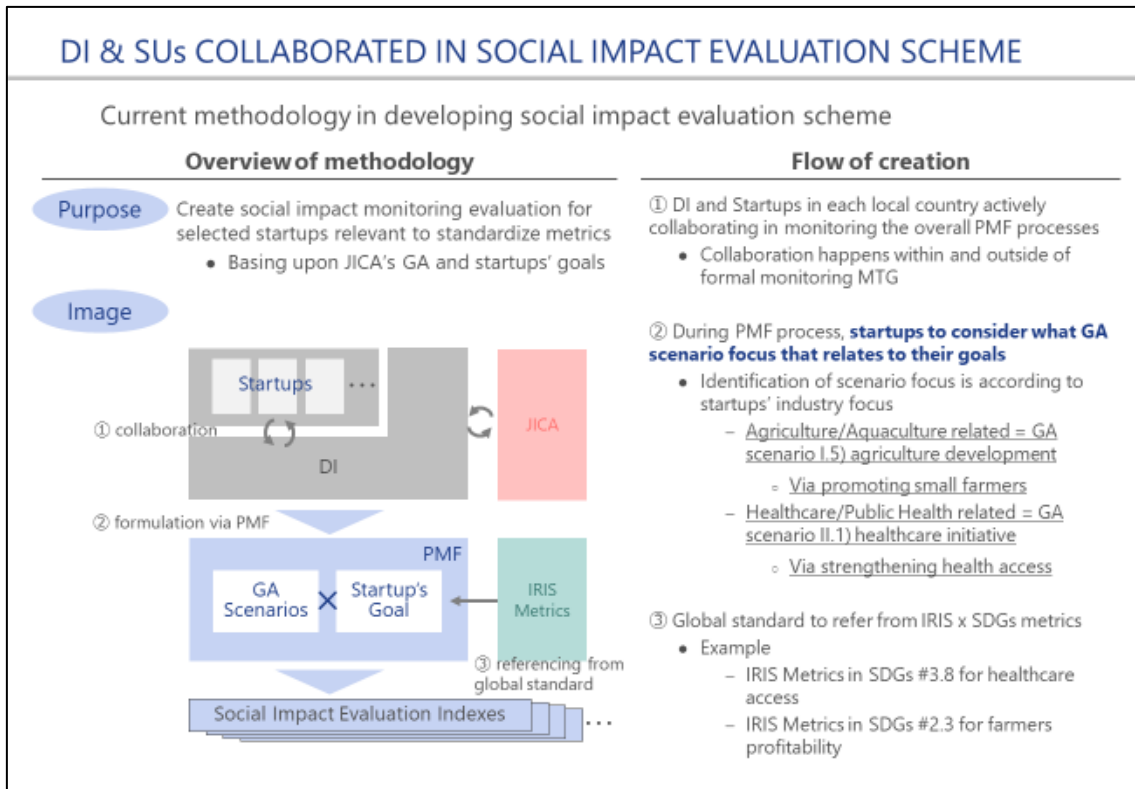 DI & SUs COLLABORATED IN SOCIAL IMPACT EVALUATION SCHEME
Current methodology in developing social impact evaluation scheme
Overview of methodology
Purpose
Create social impact monitoring evaluation for
selected startups relevant to standardize metrics
● Basing upon JICA's GA and startups' goals
Image
Startups
• • •
① collaboration
DI
JICA
② formulation via PMF
PMF
GA
Scenarios
×
Startup's
Goal
IRIS
Metrics
③ referencing from
global standard
Social Impact Evaluation Indexes
• • •
Flow of creation
① DI and Startups in each local country actively
collaborating in monitoring the overall PMF processes
● Collaboration happens within and outside of
formal monitoring MTG
② During PMF process, startups to consider what GA
scenario focus that relates to their goals
● Identification of scenario focus is according to
startups' industry focus
– Agriculture/Aquaculture related = GA
scenario I.5) agriculture development
○ Via promoting small farmers
– Healthcare/Public Health related = GA
scenario II.1) healthcare initiative
○ Via strengthening health access
③ Global standard to refer from IRIS x SDGs metrics
● Example
– IRIS Metrics in SDGs #3.8 for healthcare
access
– IRIS Metrics in SDGs #2.3 for farmers
profitability